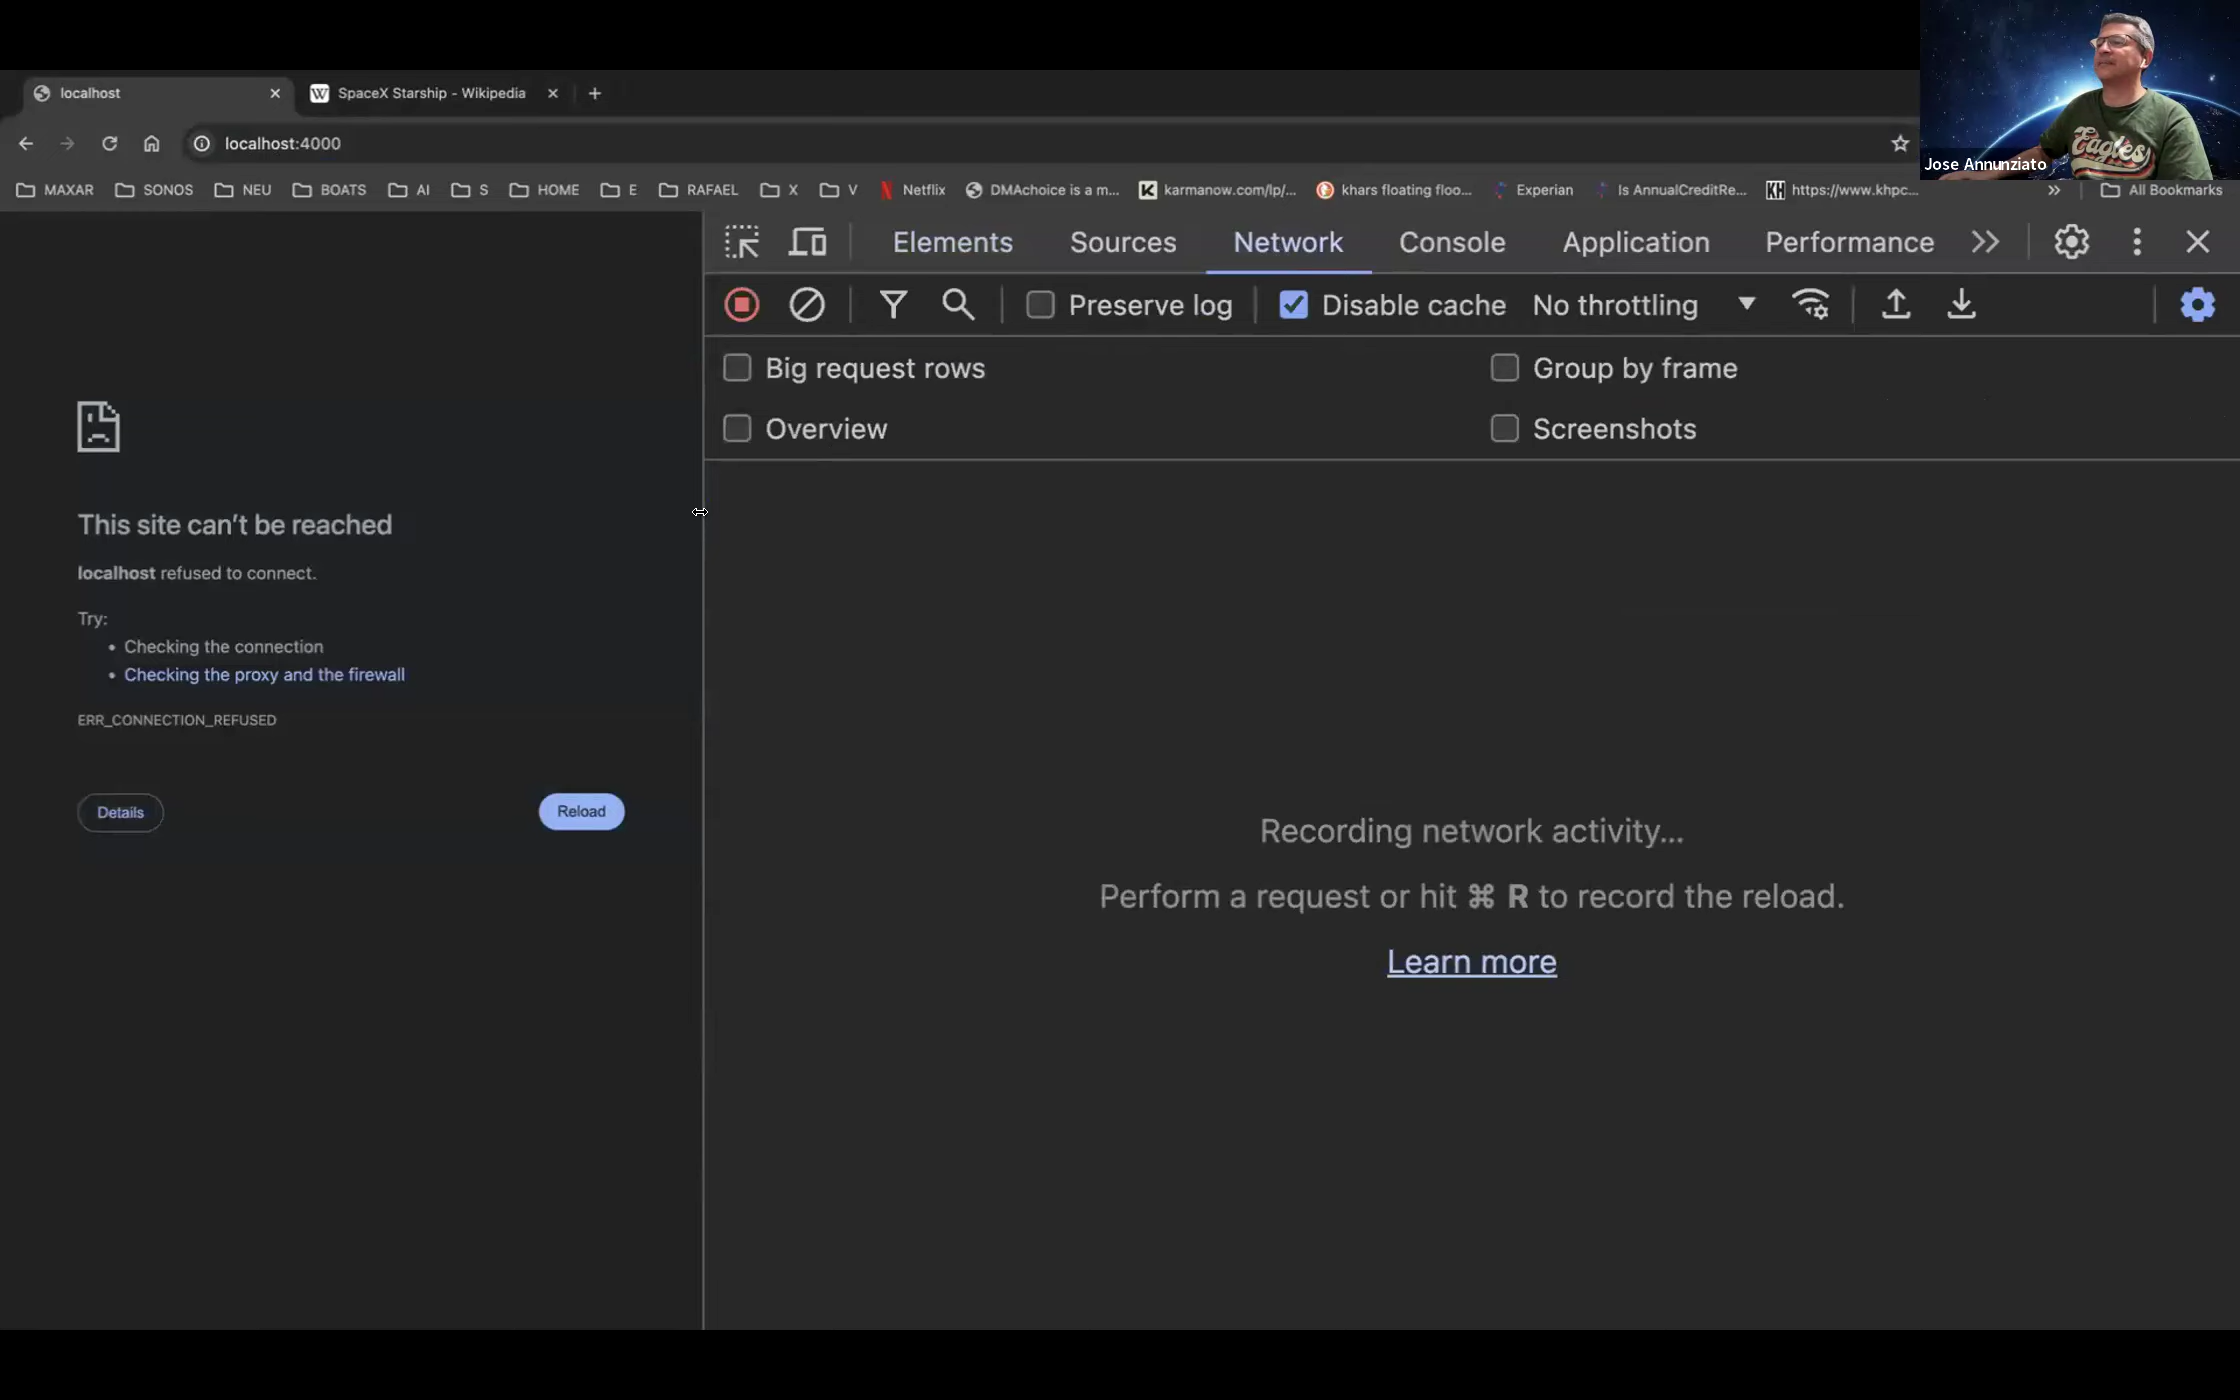 localhost
SpaceX Starship - Wikipedia
localhost:4000
MAXAR SONOS NEU BOATS AI S HOME E RAFAEL X V Netflix DMAchoice is a m... karmanow.com/lp/... khars floating floo... Experian Is AnnualCreditRe... https://www.khpc... All Bookmarks
Eagles
Jose Annunziato
Elements Sources Network Console Application Performance
Preserve log Disable cache No throttling
Big request rows Group by frame
Overview Screenshots
This site can't be reached
localhost refused to connect.
Try:
• Checking the connection
• Checking the proxy and the firewall
ERR_CONNECTION_REFUSED
Details Reload
Recording network activity...
Perform a request or hit ⌘ R to record the reload.
Learn more